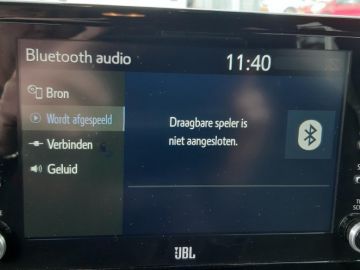 Bluetooth audio
11:40
Bron
Wordt afgespeeld
Verbinden
Geluid
Draagbare speler is
niet aangesloten.
JBL